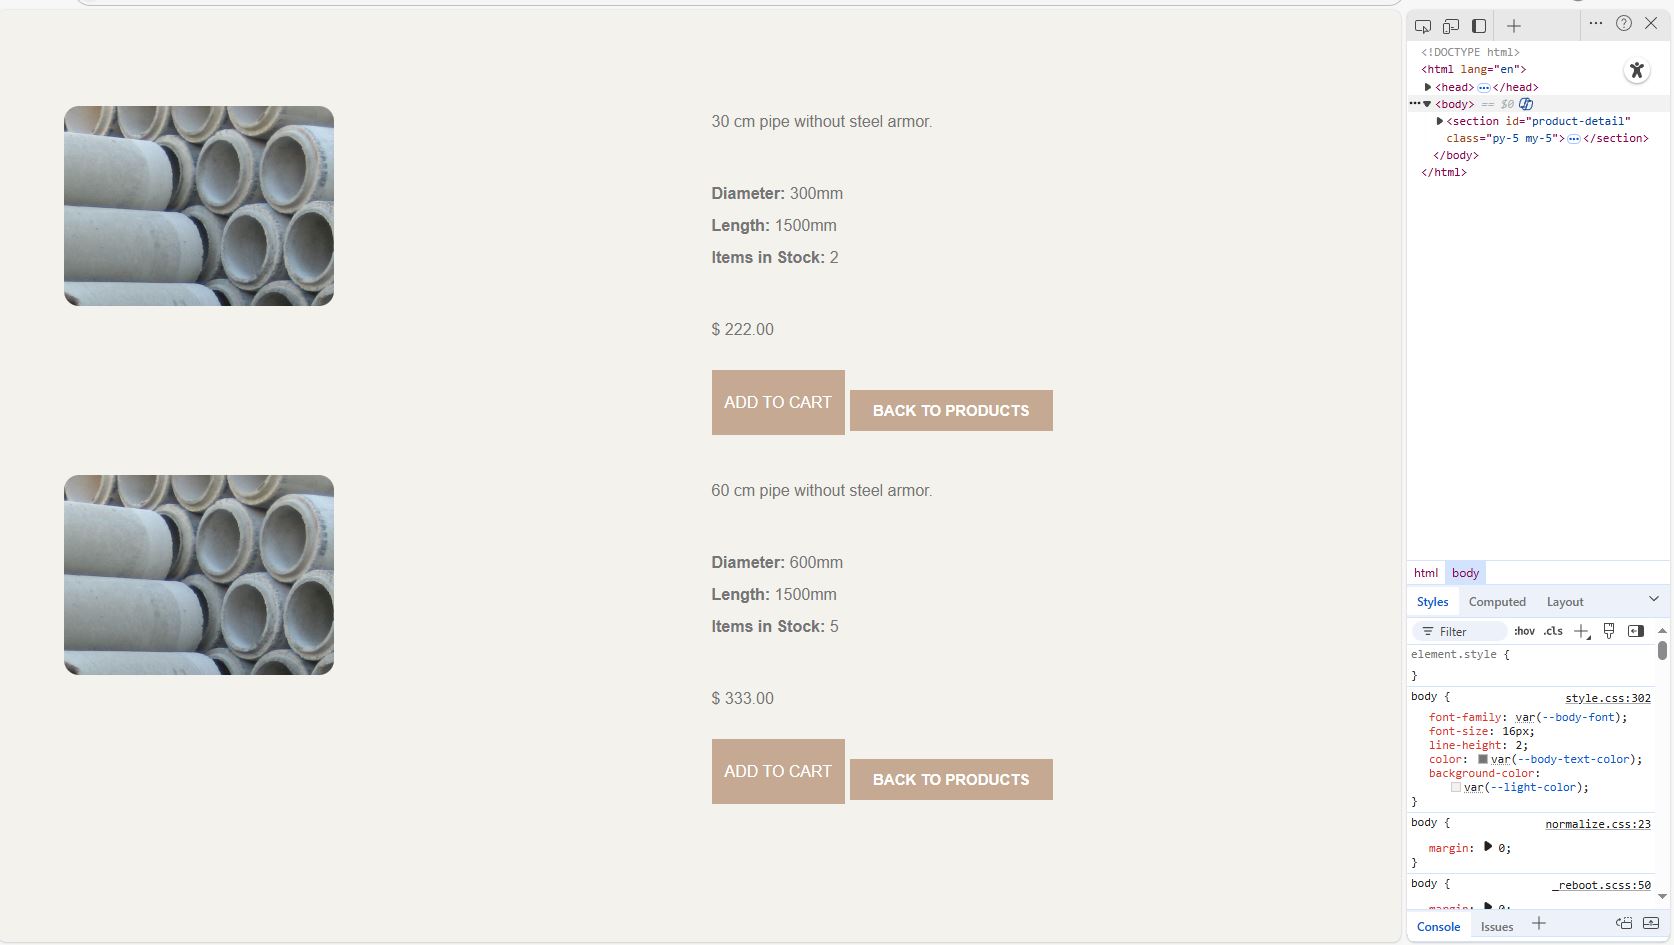 30 cm pipe without steel armor.
Diameter: 300mm
Length: 1500mm
Items in Stock: 2
$ 222.00
ADD TO CART
BACK TO PRODUCTS
60 cm pipe without steel armor.
Diameter: 600mm
Length: 1500mm
Items in Stock: 5
$ 333.00
ADD TO CART
BACK TO PRODUCTS
<!DOCTYPE html>
<html lang="en">
<head> ••• </head>
••• <body> == $0
<section id="product-detail"
class="py-5 my-5"> ••• </section>
</body>
</html>
html body
Styles Computed Layout
Filter :hov .cls
element.style {
}
body { style.css:302
font-family: var(--body-font);
font-size: 16px;
line-height: 2;
color: var(--body-text-color);
background-color:
var(--light-color);
}
body { normalize.css:23
margin: 0;
}
body { _reboot.scss:50
margin: 0;
Console Issues